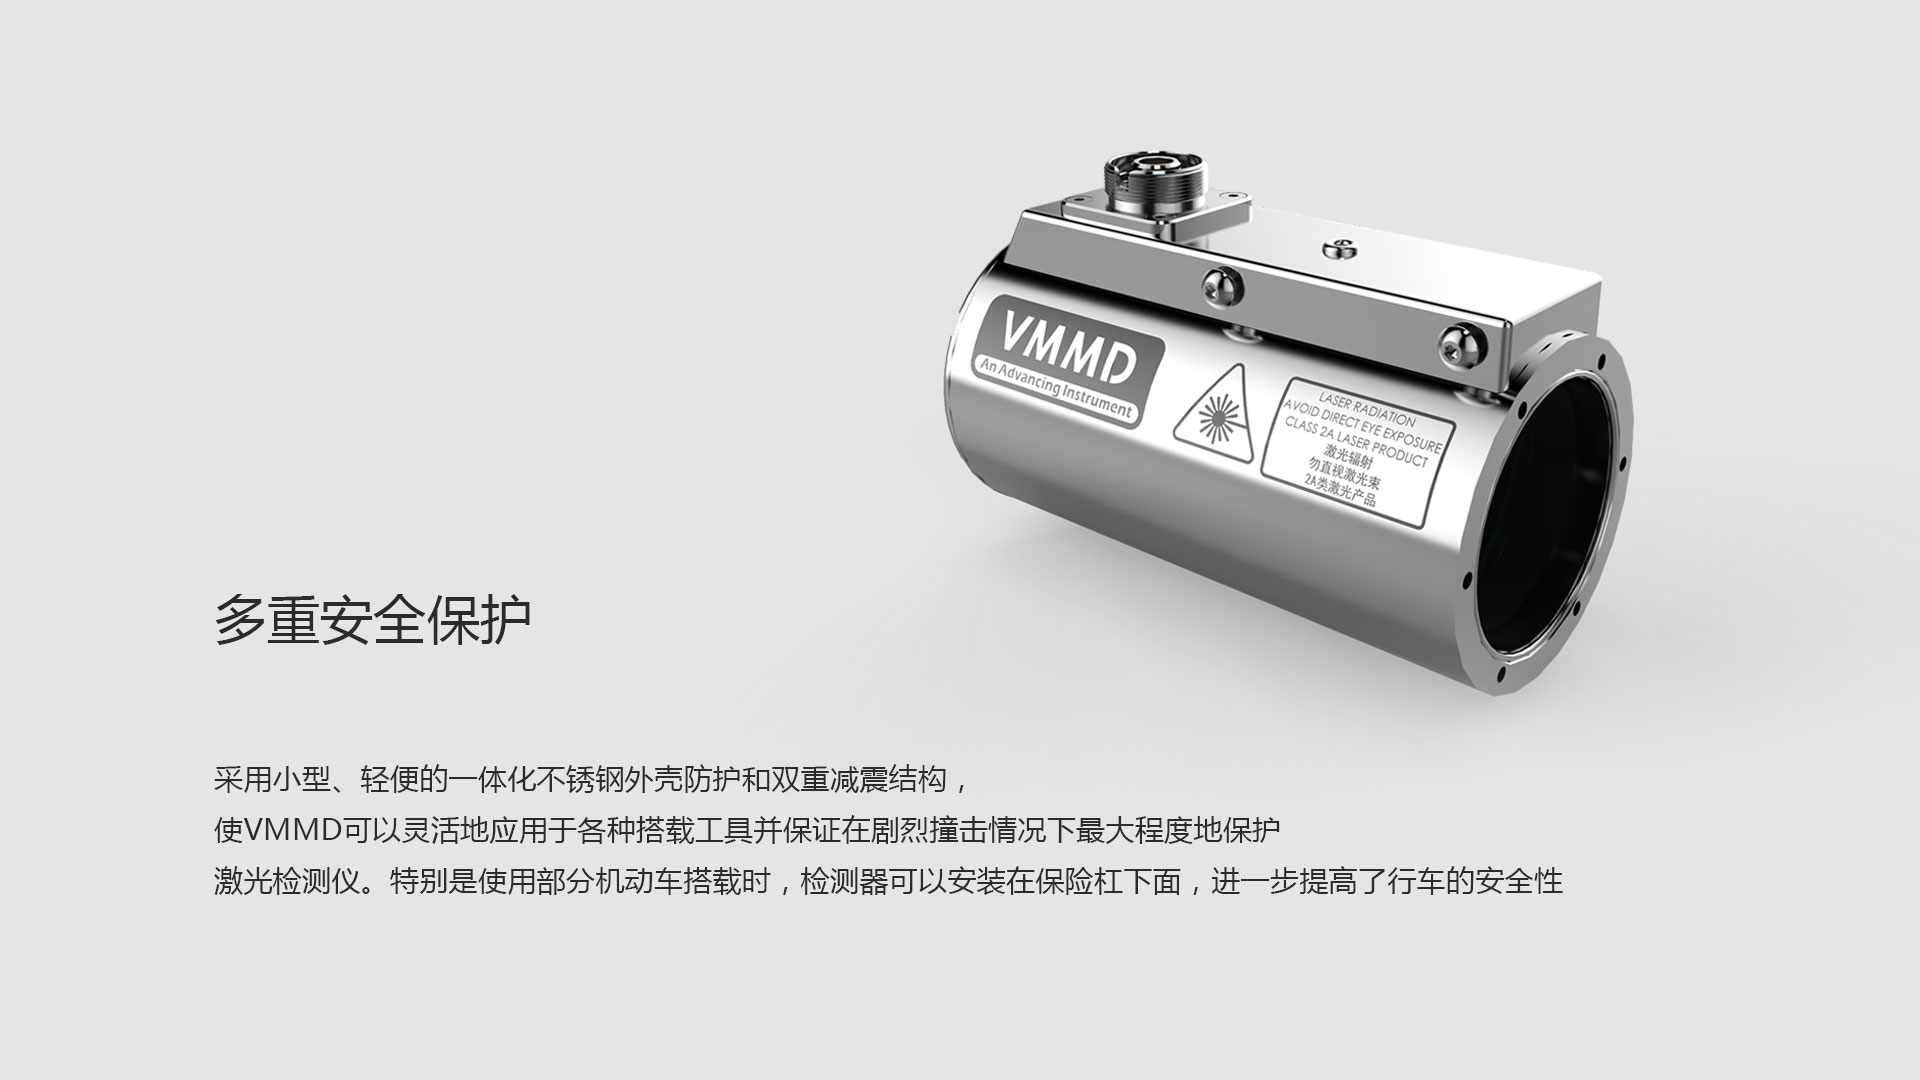 VMMD
An Advancing Instrument
LASER RADIATION
AVOID DIRECT EYE EXPOSURE
CLASS 2A LASER PRODUCT
激光辐射
勿直视激光束
2A类激光产品
多重安全保护
采用小型、轻便的一体化不锈钢外壳防护和双重减震结构，
使VMMD可以灵活地应用于各种搭载工具并保证在剧烈撞击情况下最大程度地保护
激光检测仪。特别是使用部分机动车搭载时，检测器可以安装在保险杠下面，进一步提高了行车的安全性